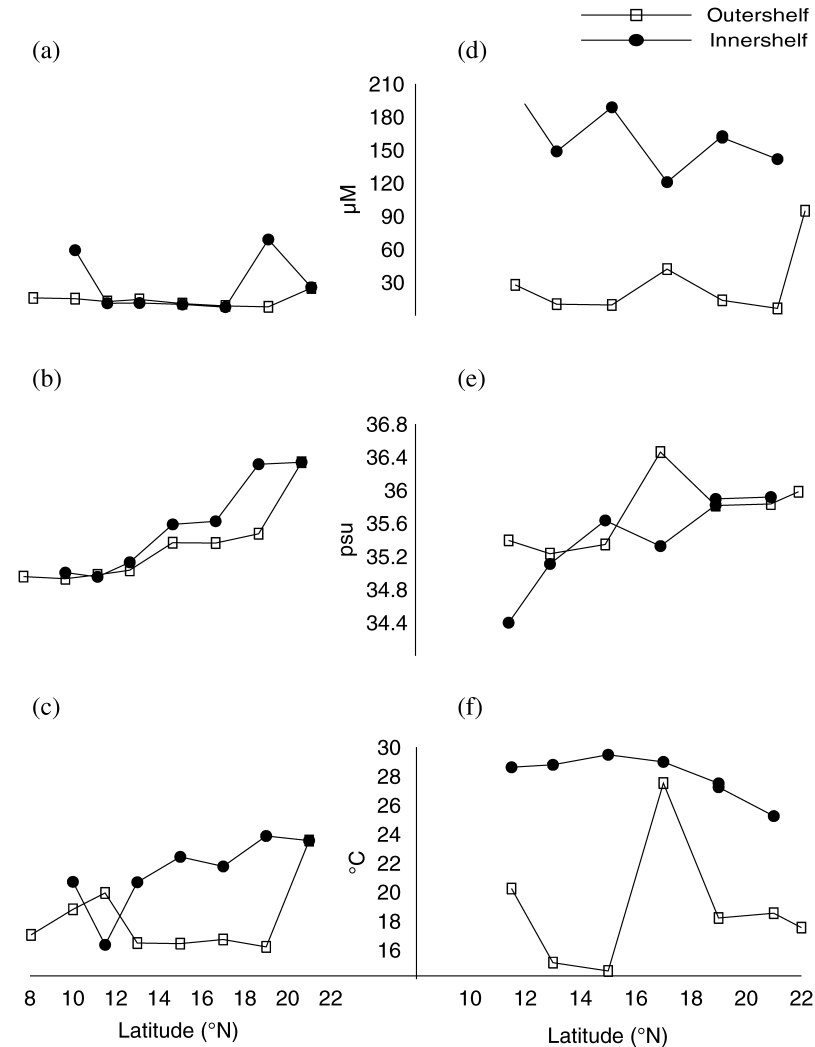 Outershelf
Innershelf
(a)
(d)
210
180
150
120
90
60
30
µM
(b)
(e)
36.8
36.4
36
35.6
35.2
34.8
34.4
psu
(c)
(f)
30
28
26
24
22
20
18
16
°C
8 10 12 14 16 18 20 22
10 12 14 16 18 20 22
Latitude (°N)
Latitude (°N)